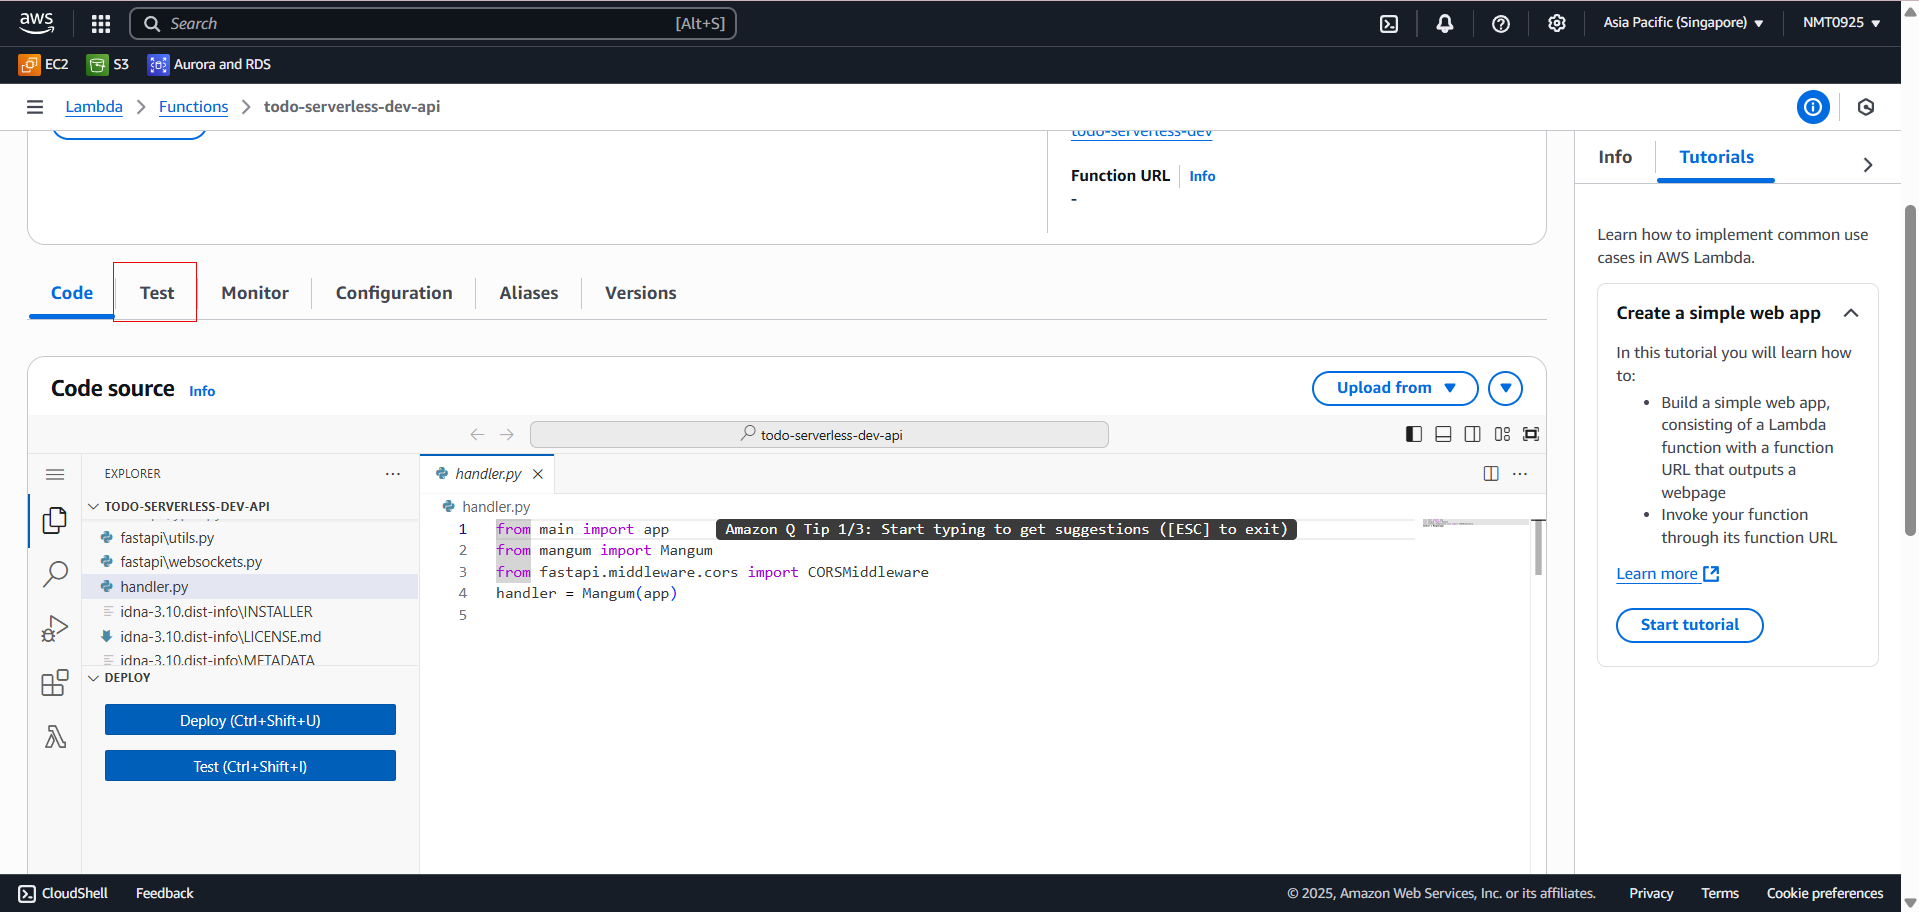 aws
Search
[Alt+S]
Asia Pacific (Singapore)
NMT0925
EC2
S3
Aurora and RDS
Lambda
Functions
todo-serverless-dev-api
todo-serverless-dev
Function URL
Info
-
Code
Test
Monitor
Configuration
Aliases
Versions
Code source
Info
Upload from
todo-serverless-dev-api
EXPLORER
TODO-SERVERLESS-DEV-API
fastapi\utils.py
fastapi\websockets.py
handler.py
idna-3.10.dist-info\INSTALLER
idna-3.10.dist-info\LICENSE.md
idna-3.10.dist-info\METADATA
DEPLOY
Deploy (Ctrl+Shift+U)
Test (Ctrl+Shift+I)
handler.py
handler.py
1 from main import app
Amazon Q Tip 1/3: Start typing to get suggestions ([ESC] to exit)
2 from mangum import Mangum
3 from fastapi.middleware.cors import CORSMiddleware
4 handler = Mangum(app)
5
Info
Tutorials
Learn how to implement common use
cases in AWS Lambda.
Create a simple web app
In this tutorial you will learn how
to:
• Build a simple web app,
consisting of a Lambda
function with a function
URL that outputs a
webpage
• Invoke your function
through its function URL
Learn more
Start tutorial
CloudShell
Feedback
© 2025, Amazon Web Services, Inc. or its affiliates.
Privacy
Terms
Cookie preferences